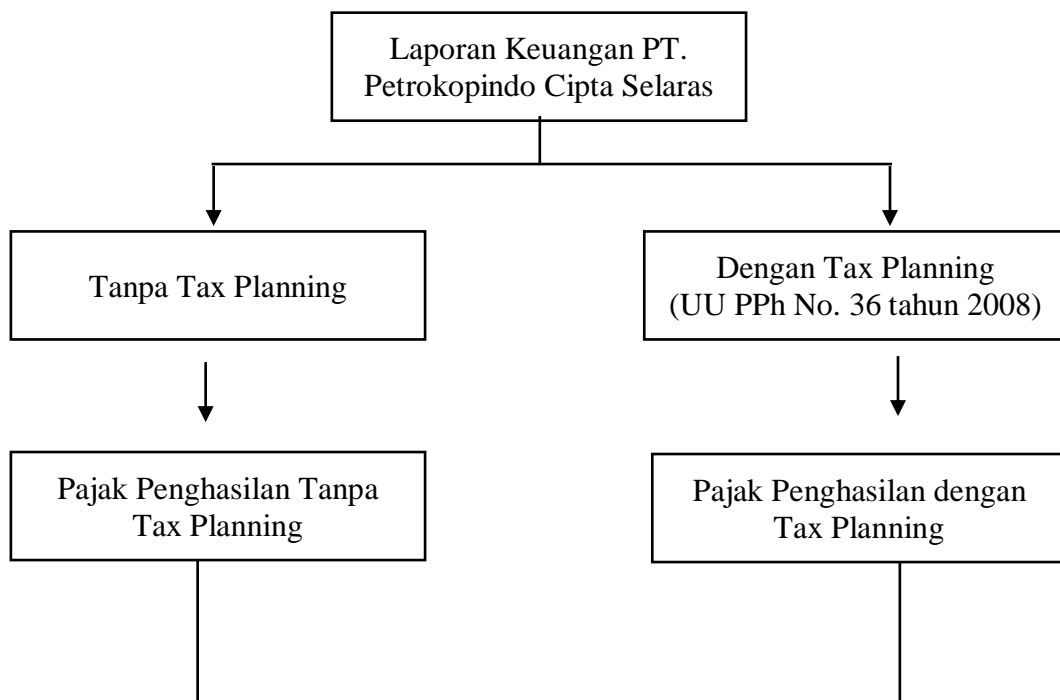 Laporan Keuangan PT.
Petrokopindo Cipta Selaras
Tanpa Tax Planning
Dengan Tax Planning
(UU PPh No. 36 tahun 2008)
Pajak Penghasilan Tanpa
Tax Planning
Pajak Penghasilan dengan
Tax Planning